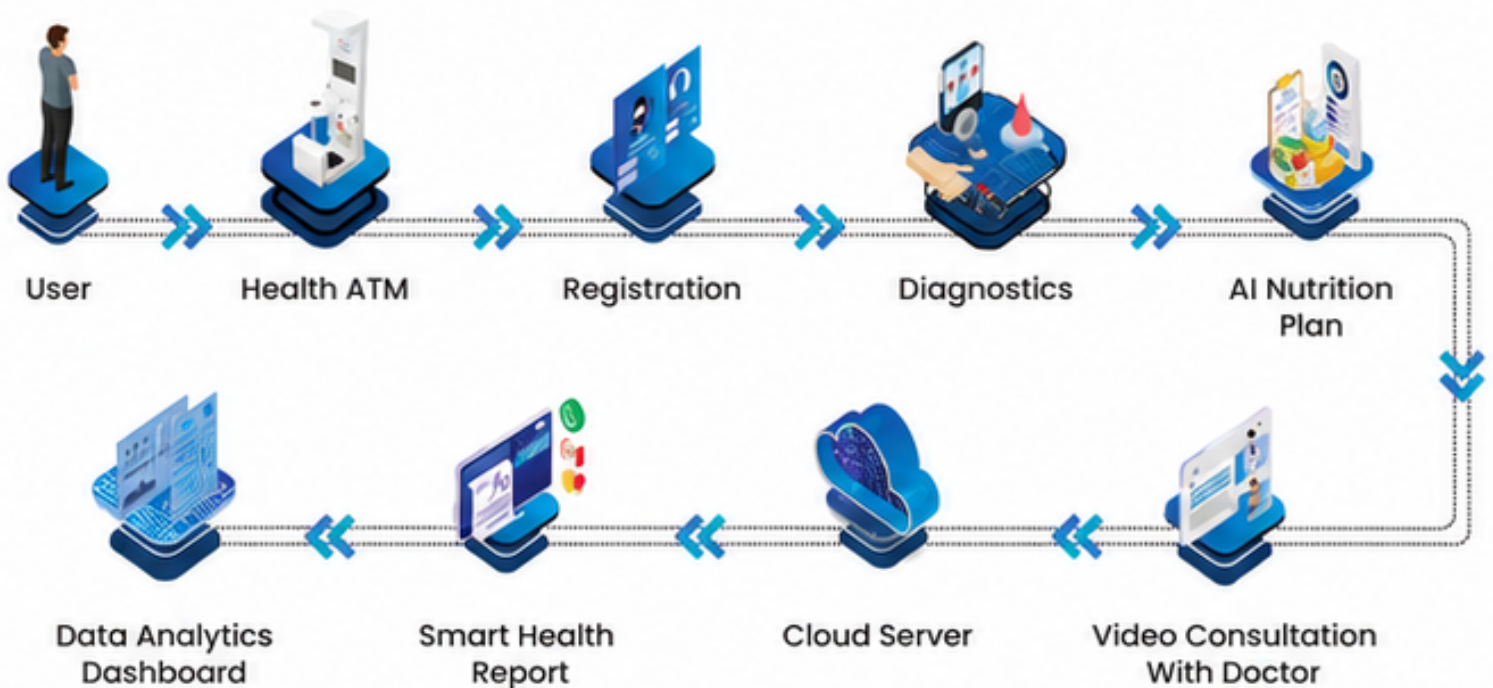 User
Health ATM
Registration
Diagnostics
AI Nutrition
Plan
Video Consultation
With Doctor
Cloud Server
Smart Health
Report
Data Analytics
Dashboard